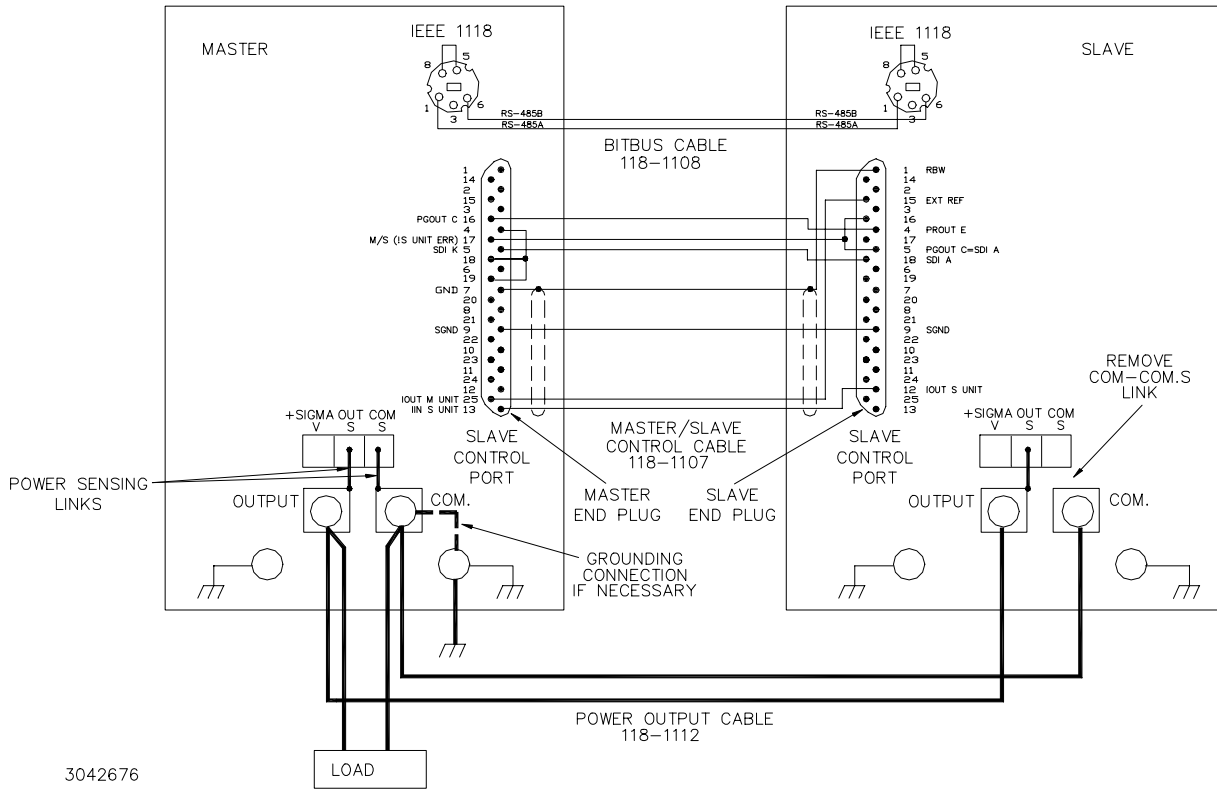 MASTER
IEEE 1118
8
5
1
3
6
IEEE 1118
SLAVE
8
5
1
3
6
RS-485B
RS-485A
RS-485B
RS-485A
BITBUS CABLE
118-1108
1
14
2
15
3
PGOUT C 16
4
M/S (IS UNIT ERR) 17
SDI K 5
18
6
19
GND 7
20
8
21
SGND 9
22
10
23
11
24
12
IOUT M UNIT 25
IIN S UNIT 13
1 RBW
14
2
15 EXT REF
3
16
4 PROUT E
17
5 PGOUT C=SDI A
18 SDI A
6
19
7
20
8
21
9 SGND
22
10
23
11
24
12 IOUT S UNIT
25
13
REMOVE
COM-COM.S
LINK
+SIGMA OUT COM
V S S
SLAVE
CONTROL
PORT
MASTER/SLAVE
CONTROL CABLE
118-1107
SLAVE
CONTROL
PORT
+SIGMA OUT COM
V S S
POWER SENSING
LINKS
OUTPUT
COM.
MASTER
END PLUG
SLAVE
END PLUG
OUTPUT
COM.
GROUNDING
CONNECTION
IF NECESSARY
POWER OUTPUT CABLE
118-1112
LOAD
3042676